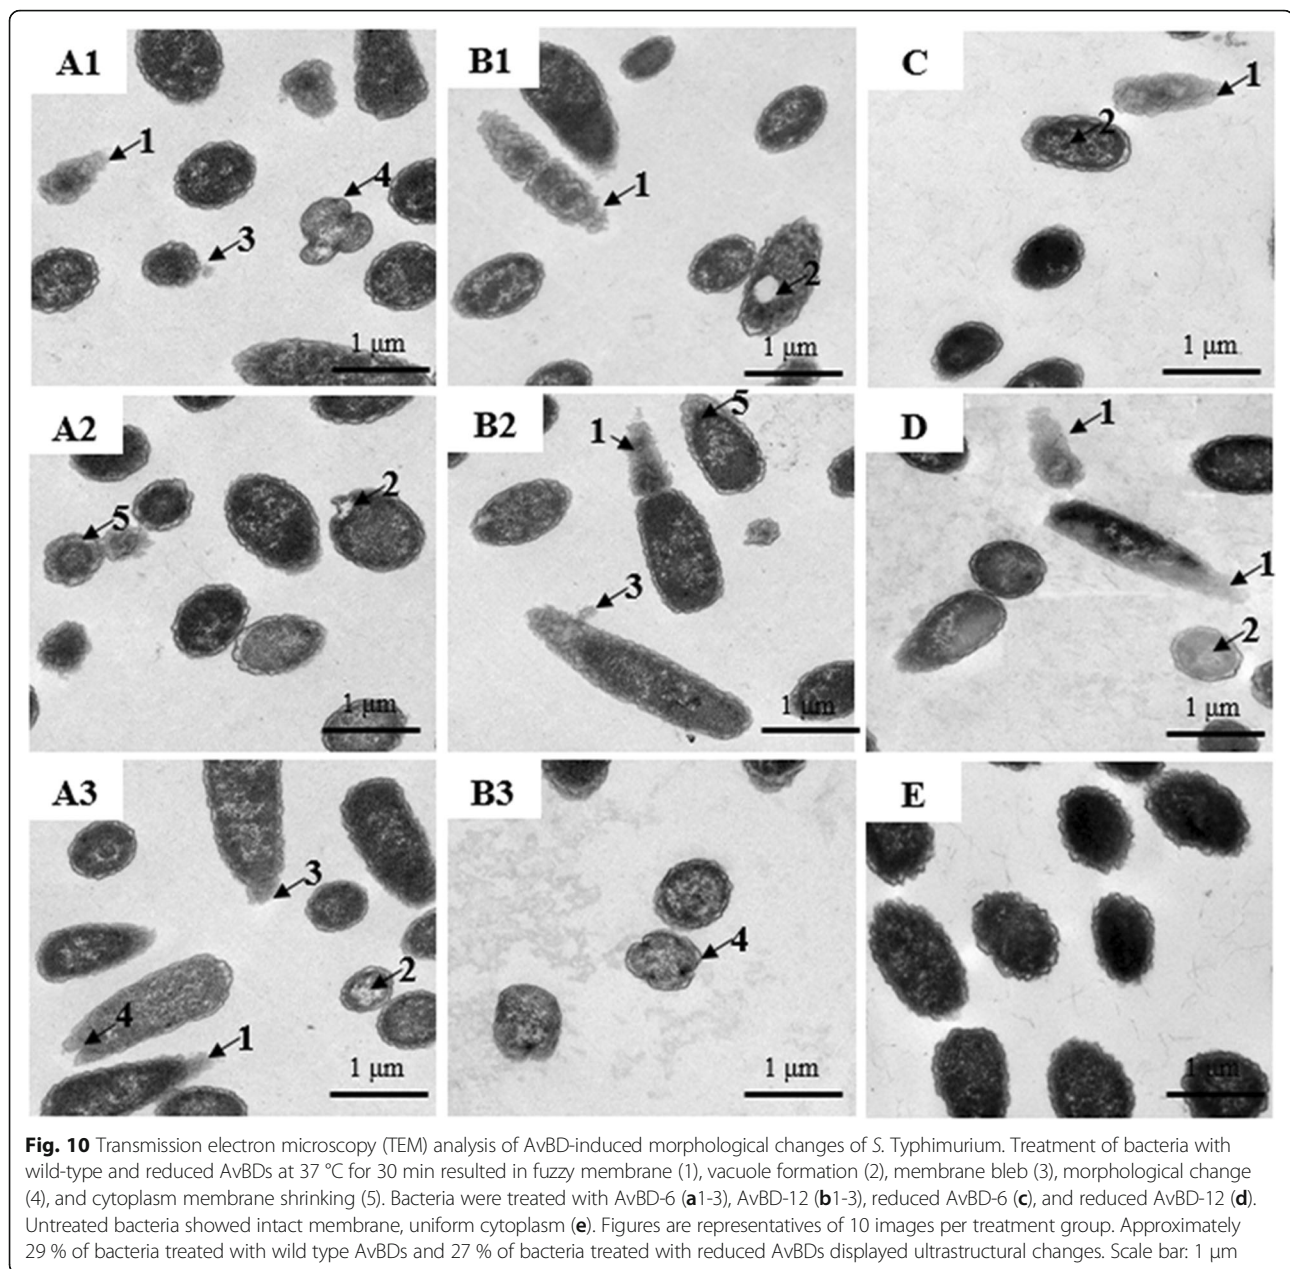 A1
1
4
3
1 μm
B1
1
2
1 μm
C
1
2
1 μm
A2
2
5
1 μm
B2
1
5
3
1 μm
D
1
1
2
1 μm
A3
3
2
4
1
1 μm
B3
4
1 μm
E
1 μm
Fig. 10 Transmission electron microscopy (TEM) analysis of AvBD-induced morphological changes of S. Typhimurium. Treatment of bacteria with
wild-type and reduced AvBDs at 37 °C for 30 min resulted in fuzzy membrane (1), vacuole formation (2), membrane bleb (3), morphological change
(4), and cytoplasm membrane shrinking (5). Bacteria were treated with AvBD-6 (a1-3), AvBD-12 (b1-3), reduced AvBD-6 (c), and reduced AvBD-12 (d).
Untreated bacteria showed intact membrane, uniform cytoplasm (e). Figures are representatives of 10 images per treatment group. Approximately
29 % of bacteria treated with wild type AvBDs and 27 % of bacteria treated with reduced AvBDs displayed ultrastructural changes. Scale bar: 1 μm